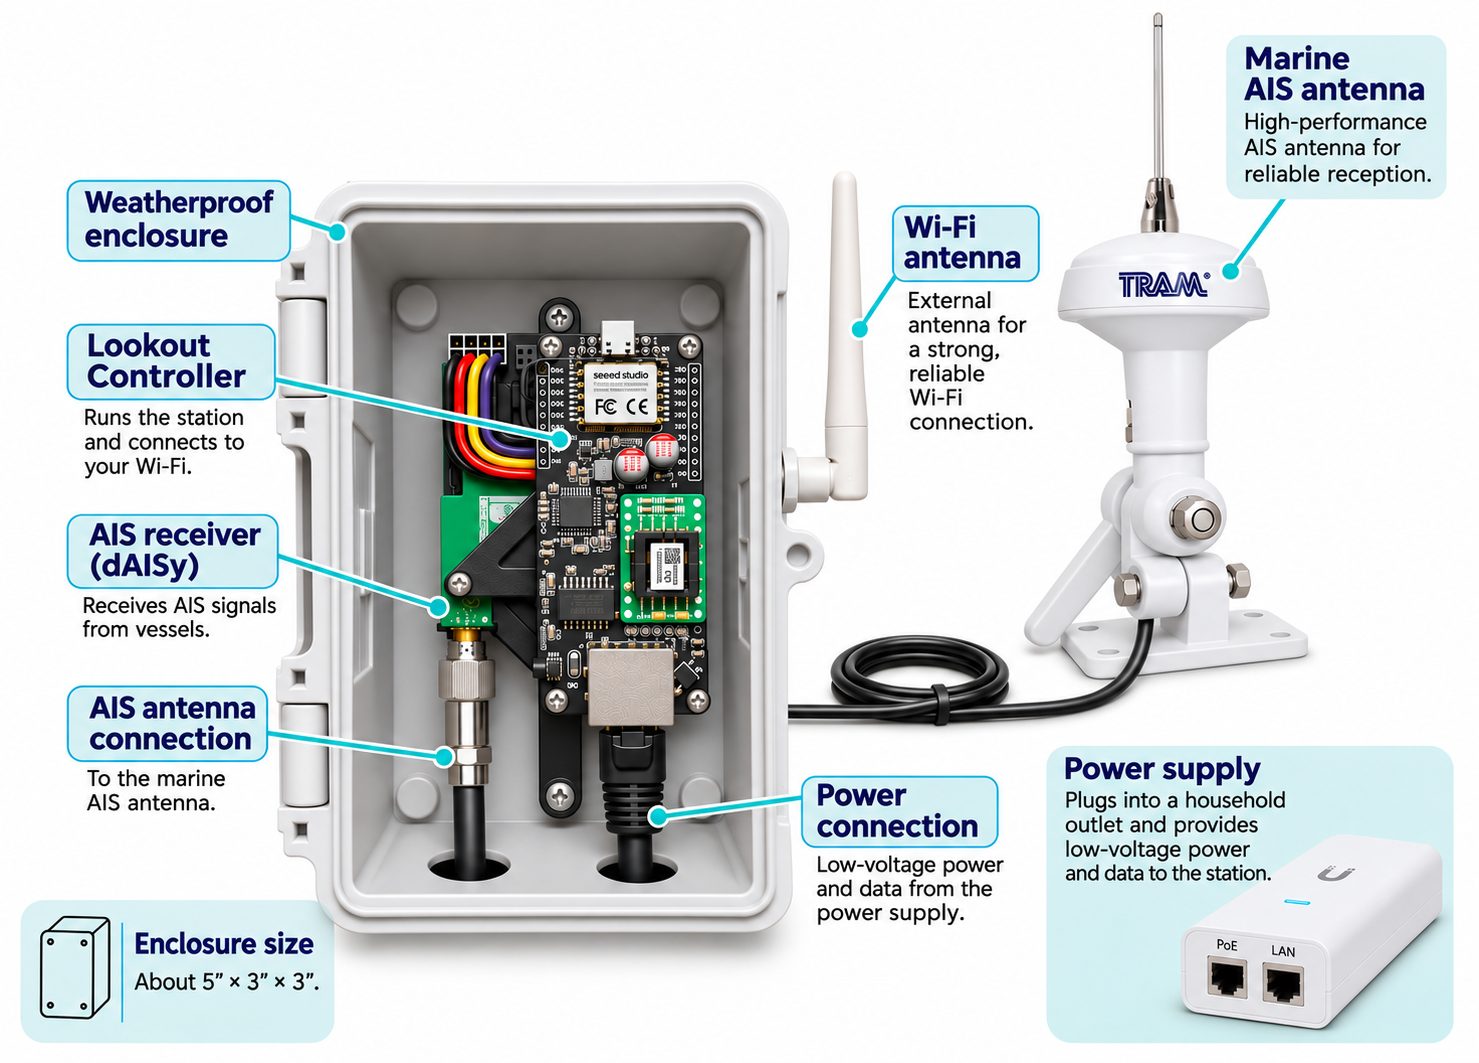 Marine
AIS antenna
High-performance
AIS antenna for
reliable reception.
Weatherproof
enclosure
Wi-Fi
antenna
External
antenna for
a strong,
reliable
Wi-Fi
connection.
TRAM®
Lookout
Controller
Runs the station
and connects to
your Wi-Fi.
seeed studio
FC CE
AIS receiver
(dAISy)
Receives AIS signals
from vessels.
AIS antenna
connection
To the marine
AIS antenna.
Power
connection
Low-voltage power
and data from the
power supply.
Power supply
Plugs into a household
outlet and provides
low-voltage power
and data to the station.
PoE
LAN
Enclosure size
About 5” × 3” × 3”.